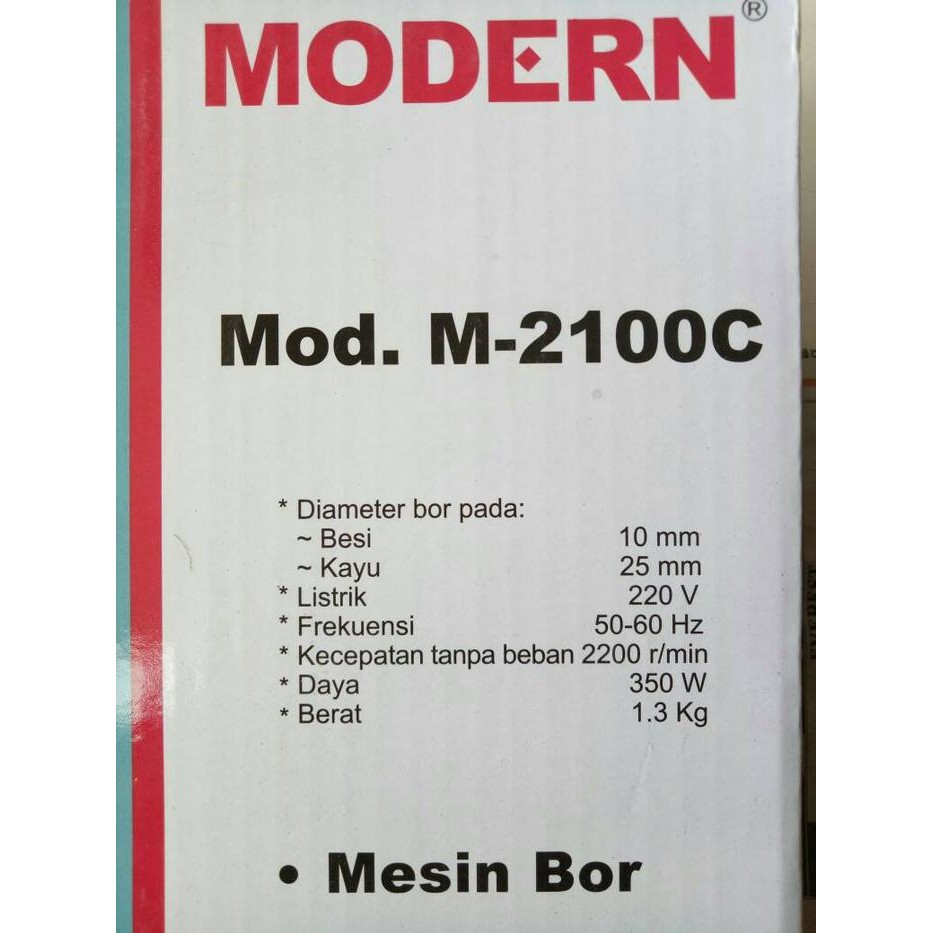 MODERN®
Mod. M-2100C
* Diameter bor pada:
~ Besi 10 mm
~ Kayu 25 mm
* Listrik 220 V
* Frekuensi 50-60 Hz
* Kecepatan tanpa beban 2200 r/min
* Daya 350 W
* Berat 1.3 Kg
• Mesin Bor